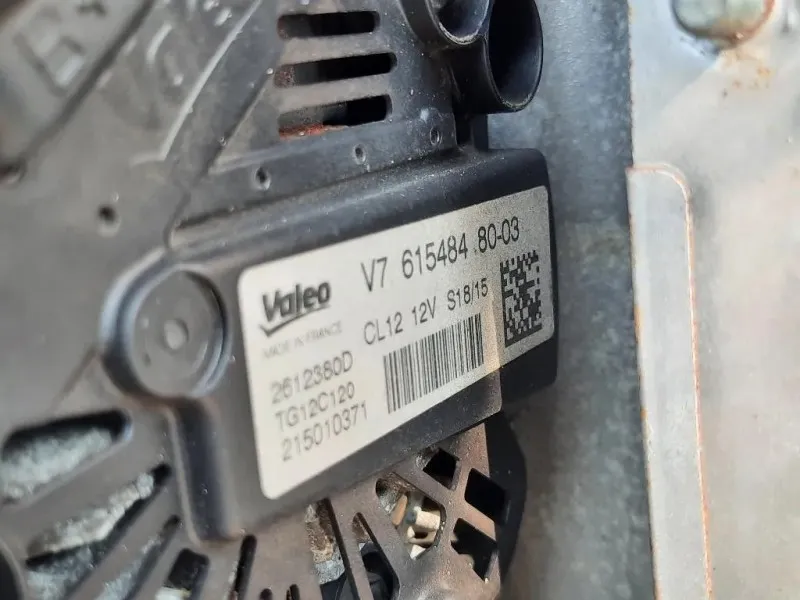 B+
Valeo V7 615484 80-03
MADE IN FRANCE CL12 12V S18/15
2612380D
TG12C120
215010371